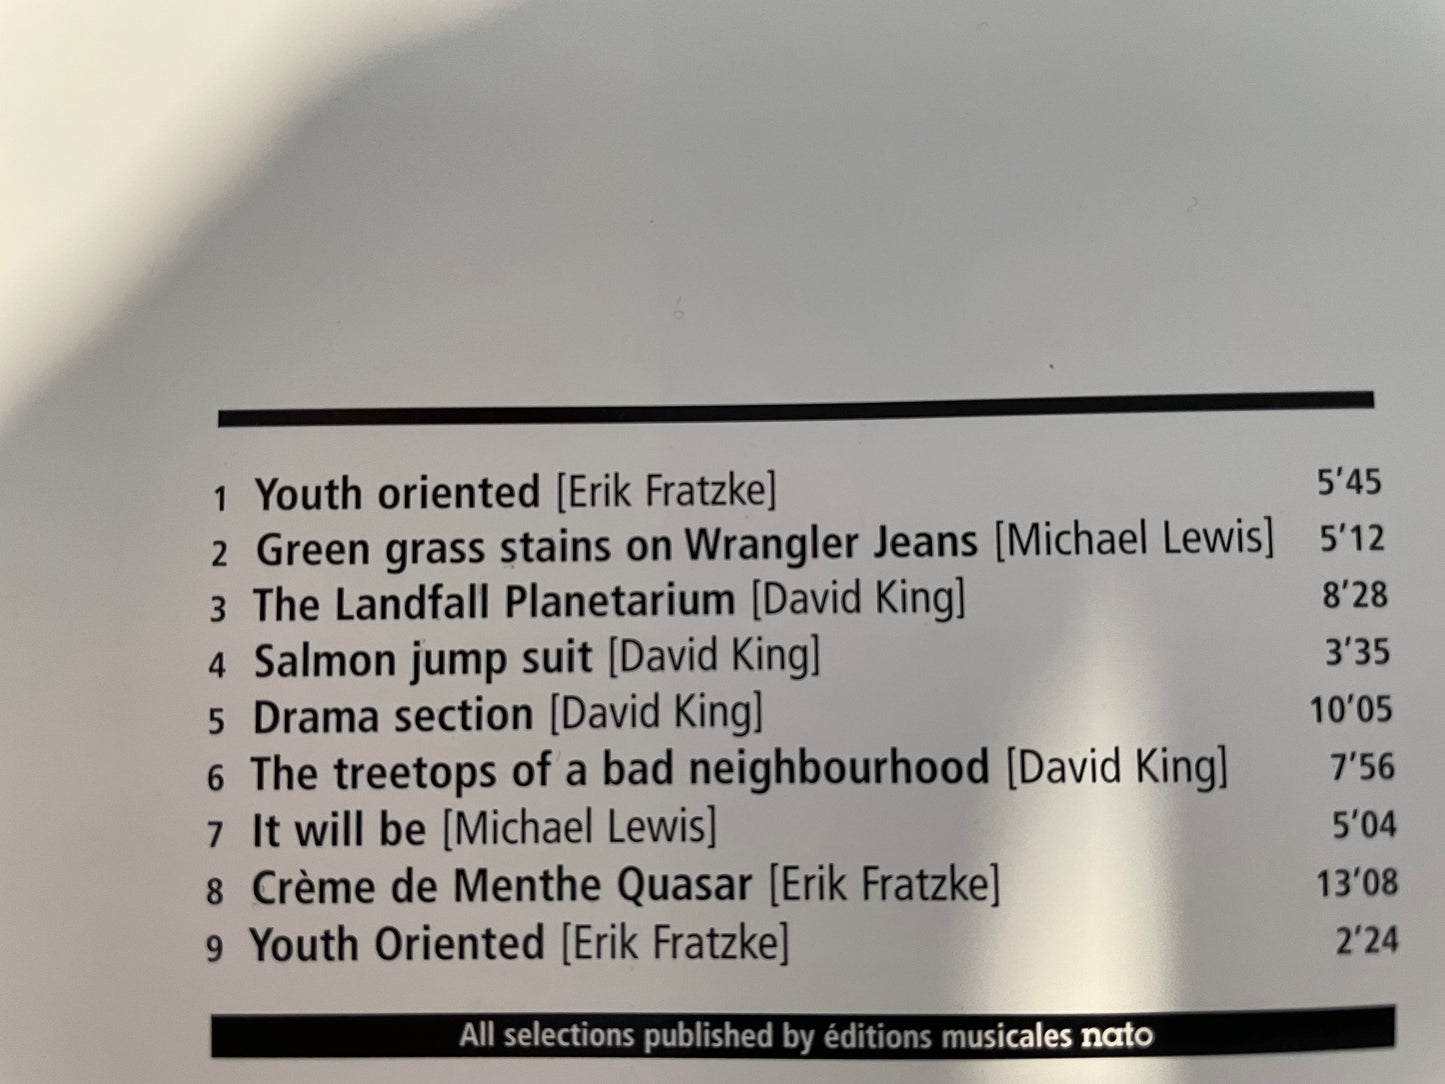 1 Youth oriented [Erik Fratzke] 5'45
2 Green grass stains on Wrangler Jeans [Michael Lewis] 5'12
3 The Landfall Planetarium [David King] 8'28
4 Salmon jump suit [David King] 3'35
5 Drama section [David King] 10'05
6 The treetops of a bad neighbourhood [David King] 7'56
7 It will be [Michael Lewis] 5'04
8 Crème de Menthe Quasar [Erik Fratzke] 13'08
9 Youth Oriented [Erik Fratzke] 2'24
All selections published by éditions musicales nato